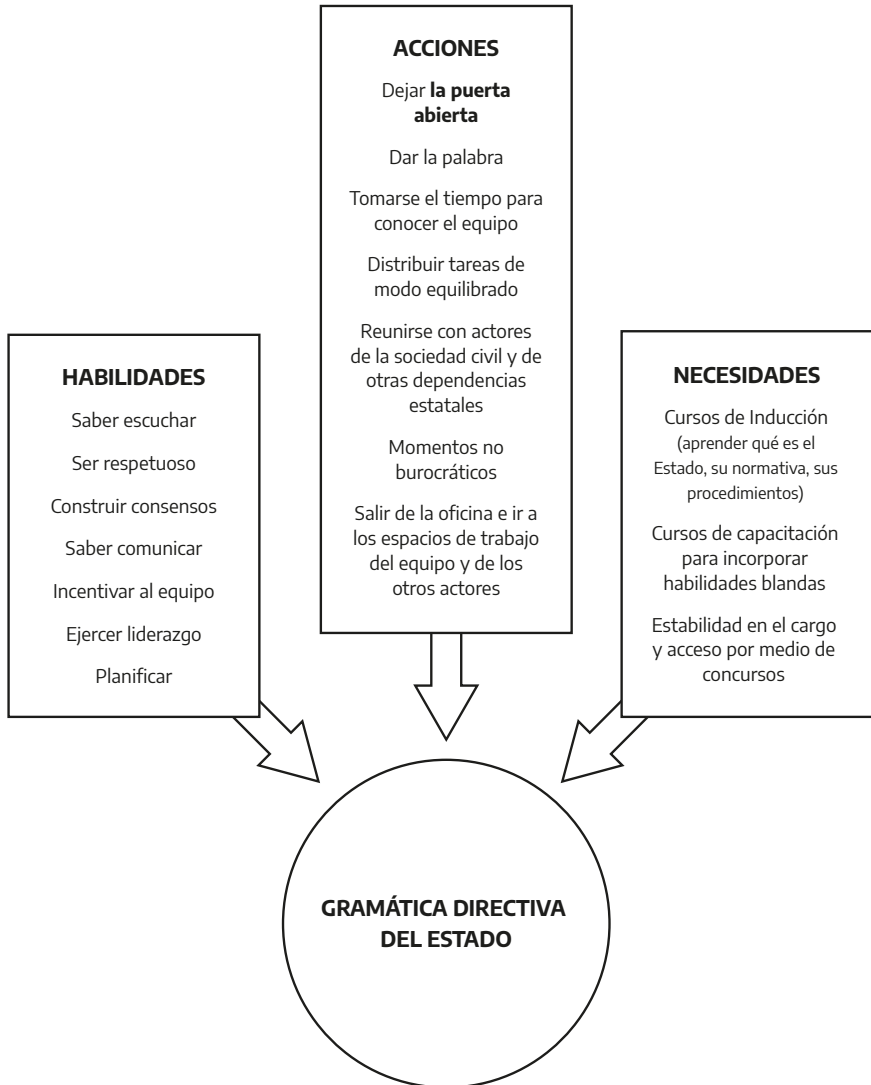 ACCIONES
Dejar la puerta
abierta
Dar la palabra
Tomarse el tiempo para
conocer el equipo
Distribuir tareas de
modo equilibrado
Reunirse con actores
de la sociedad civil y de
otras dependencias
estatales
Momentos no
burocráticos
Salir de la oficina e ir a
los espacios de trabajo
del equipo y de los
otros actores
HABILIDADES
Saber escuchar
Ser respetuoso
Construir consensos
Saber comunicar
Incentivar al equipo
Ejercer liderazgo
Planificar
NECESIDADES
Cursos de Inducción
(aprender qué es el
Estado, su normativa, sus
procedimientos)
Cursos de capacitación
para incorporar
habilidades blandas
Estabilidad en el cargo
y acceso por medio de
concursos
GRAMÁTICA DIRECTIVA
DEL ESTADO